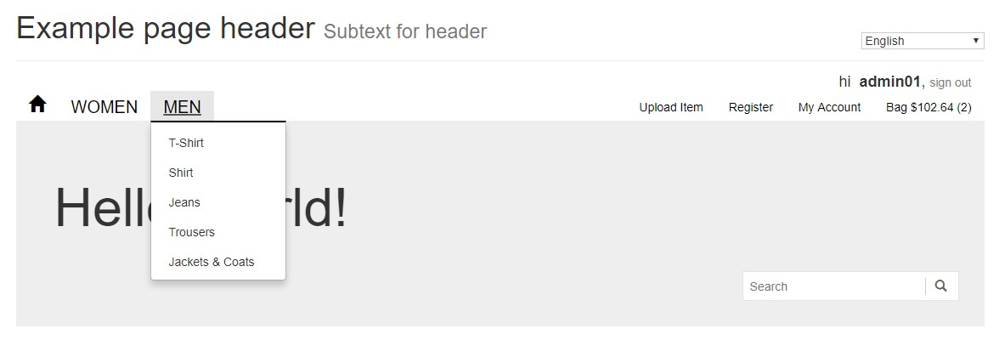 Example page header Subtext for header
English
hi admin01, sign out
WOMEN MEN Upload Item Register My Account Bag $102.64 (2)
T-Shirt
Shirt
Hell rld!
Jeans
Trousers
Jackets & Coats
Search